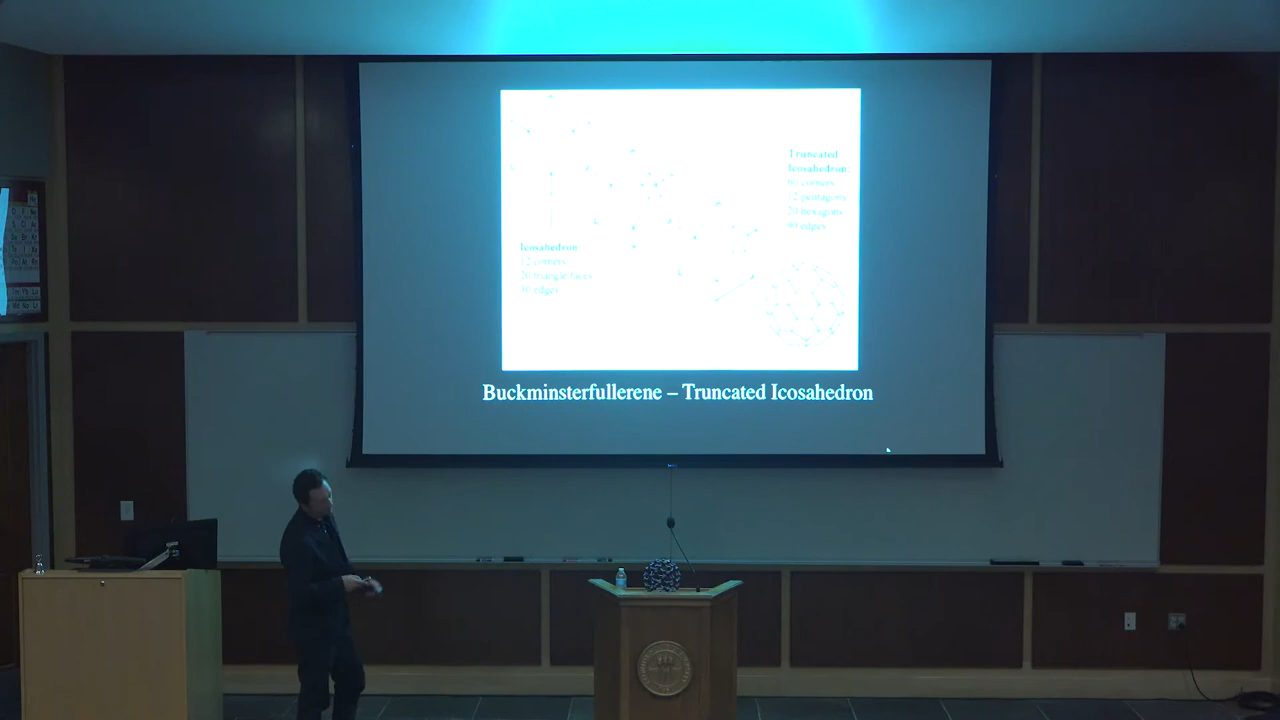 Truncated
Icosahedron:
60 corners
12 pentagons
20 hexagons
90 edges
Icosahedron:
12 corners
20 triangle faces
30 edges
Buckminsterfullerene – Truncated Icosahedron